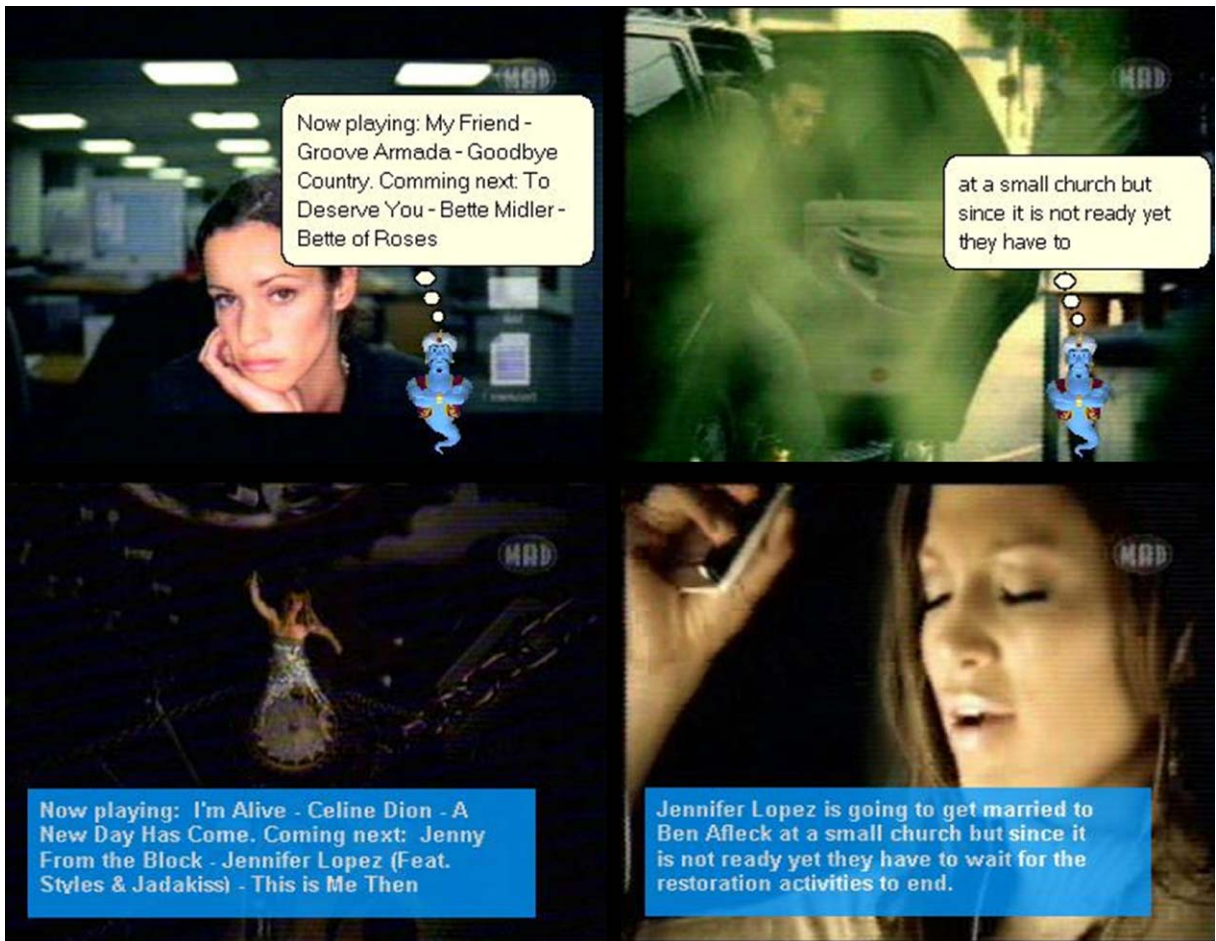 MAD
Now playing: My Friend -
Groove Armada - Goodbye
Country. Comming next: To
Deserve You - Bette Midler -
Bette of Roses
MAD
at a small church but
since it is not ready yet
they have to
MAD
Now playing:  I'm Alive - Celine Dion - A
New Day Has Come. Coming next:  Jenny
From the Block - Jennifer Lopez (Feat.
Styles & Jadakiss) - This is Me Then
MAD
Jennifer Lopez is going to get married to
Ben Afleck at a small church but since it
is not ready yet they have to wait for the
restoration activities to end.